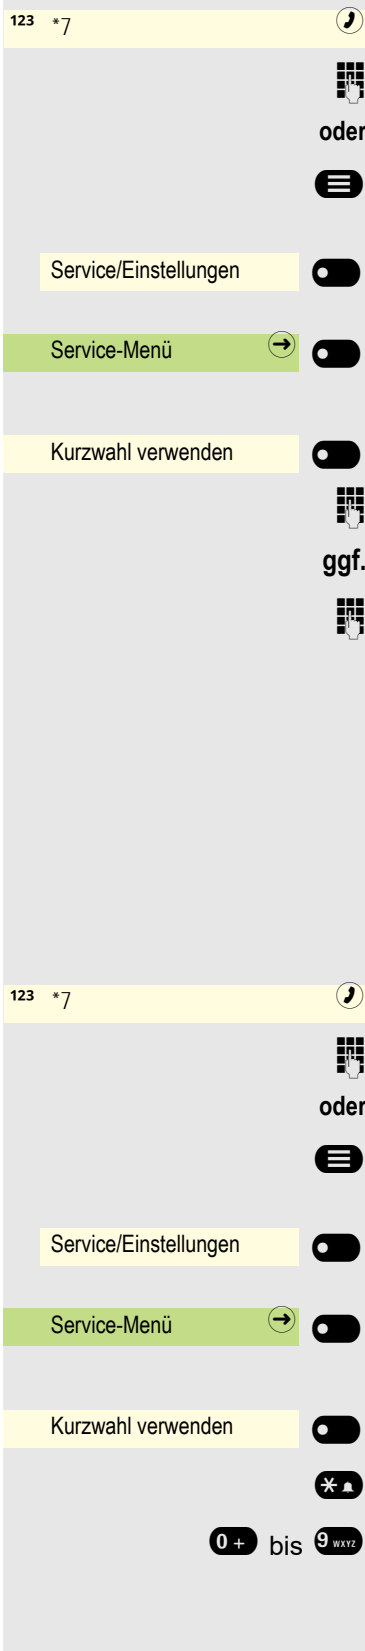 123 *7
oder
Service/Einstellungen
Service-Menü
Kurzwahl verwenden
ggf.
123 *7
oder
Service/Einstellungen
Service-Menü
Kurzwahl verwenden
0 + bis 9 WXYZ